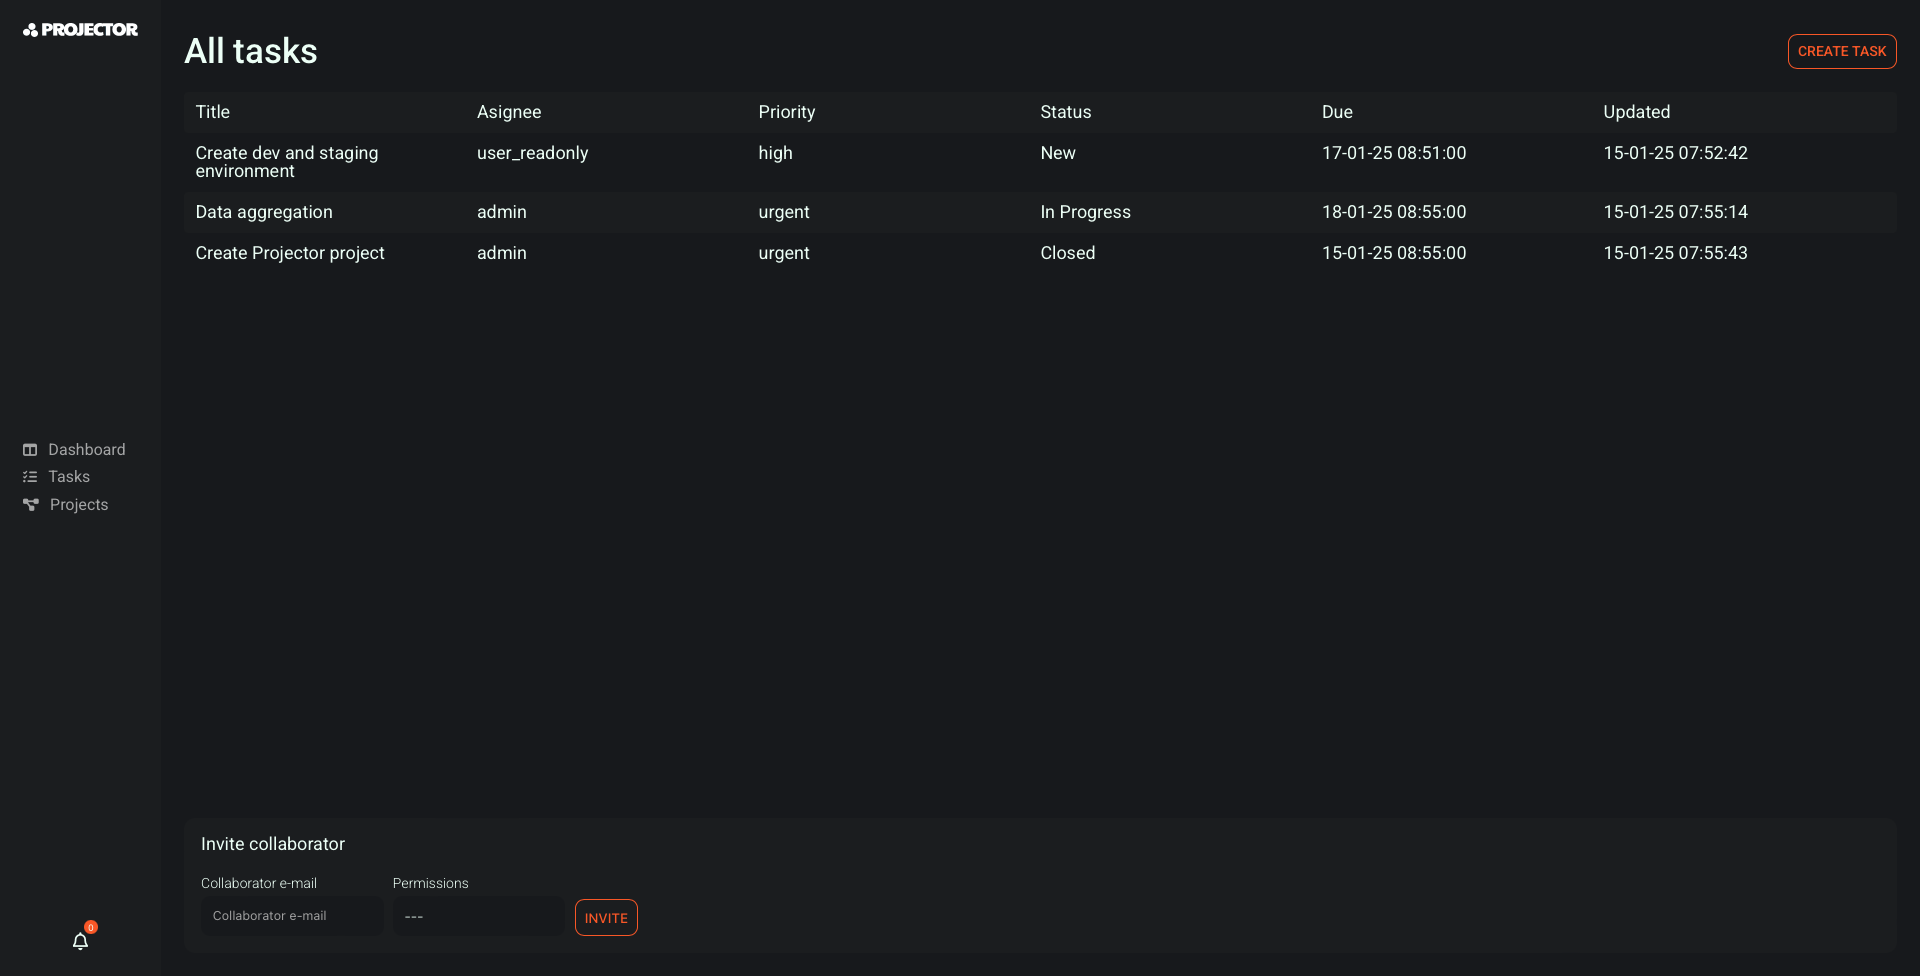 PROJECTOR
All tasks
CREATE TASK
Title Asignee Priority Status Due Updated
Create dev and staging environment user_readonly high New 17-01-25 08:51:00 15-01-25 07:52:42
Data aggregation admin urgent In Progress 18-01-25 08:55:00 15-01-25 07:55:14
Create Projector project admin urgent Closed 15-01-25 08:55:00 15-01-25 07:55:43
Dashboard
Tasks
Projects
Invite collaborator
Collaborator e-mail Permissions
Collaborator e-mail --- INVITE
0